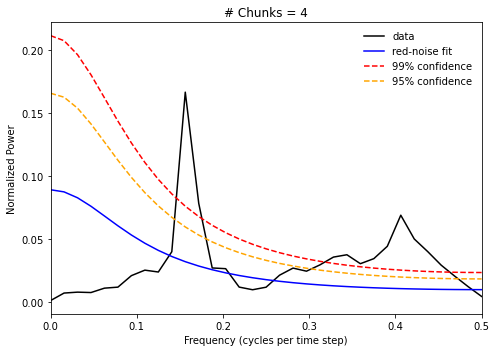 # Chunks = 4
data
red-noise fit
99% confidence
95% confidence
Normalized Power
0.20
0.15
0.10
0.05
0.00
0.0 0.1 0.2 0.3 0.4 0.5
Frequency (cycles per time step)